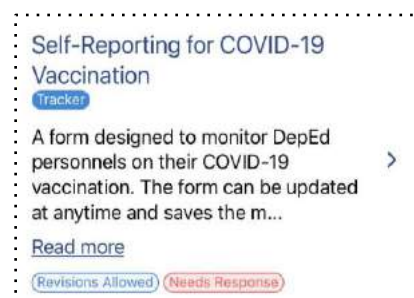 Self-Reporting for COVID-19
Vaccination
Tracker
A form designed to monitor DepEd
personnels on their COVID-19
vaccination. The form can be updated
at anytime and saves the m...
Read more
Revisions Allowed Needs Response